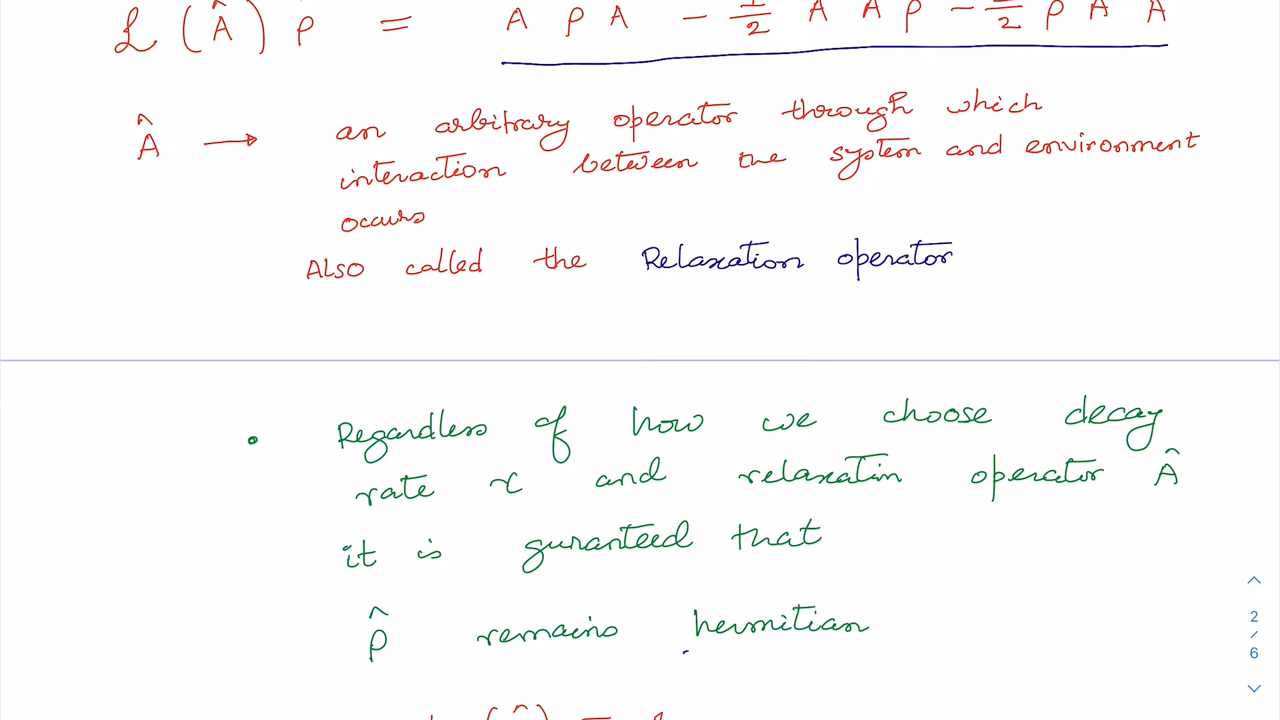 ℒ (Â) ρ = A ρ A − 1/2 A A ρ − 1/2 ρ A A
Â → an arbitrary operator through which
interaction between the system and environment
occurs
Also called the Relaxation operator
• Regardless of how we choose decay
rate r and relaxatin operator Â
it is guranteed that
ρ̂ remains hermitian
2
/
6